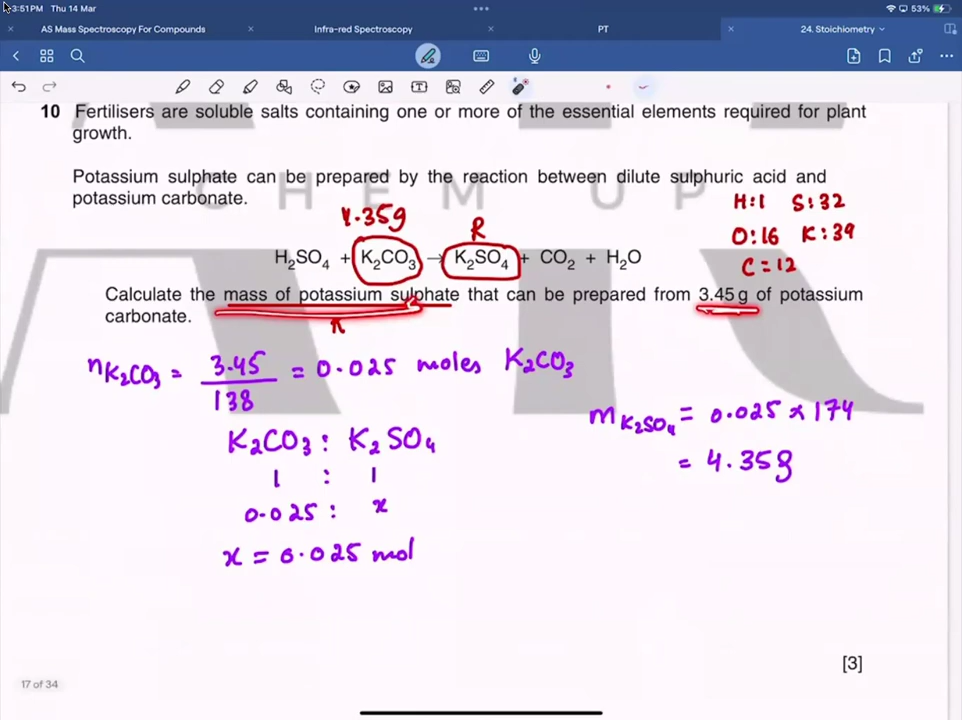 3:51PM Thu 14 Mar
53%
AS Mass Spectroscopy For Compounds
Infra-red Spectroscopy
PT
24. Stoichiometry
10 Fertilisers are soluble salts containing one or more of the essential elements required for plant
growth.
Potassium sulphate can be prepared by the reaction between dilute sulphuric acid and
potassium carbonate.
CHEM UP
H:1 S:32
O:16 K:39
C=12
4.35g
R
H₂SO₄ + K₂CO₃ → K₂SO₄ + CO₂ + H₂O
Calculate the mass of potassium sulphate that can be prepared from 3.45 g of potassium
carbonate.
nK₂CO₃ = 3.45/138 = 0.025 moles K₂CO₃
K₂CO₃ : K₂SO₄
1 : 1
0.025 : x
x = 0.025 mol
mK₂SO₄ = 0.025 × 174
= 4.35g
[3]
17 of 34